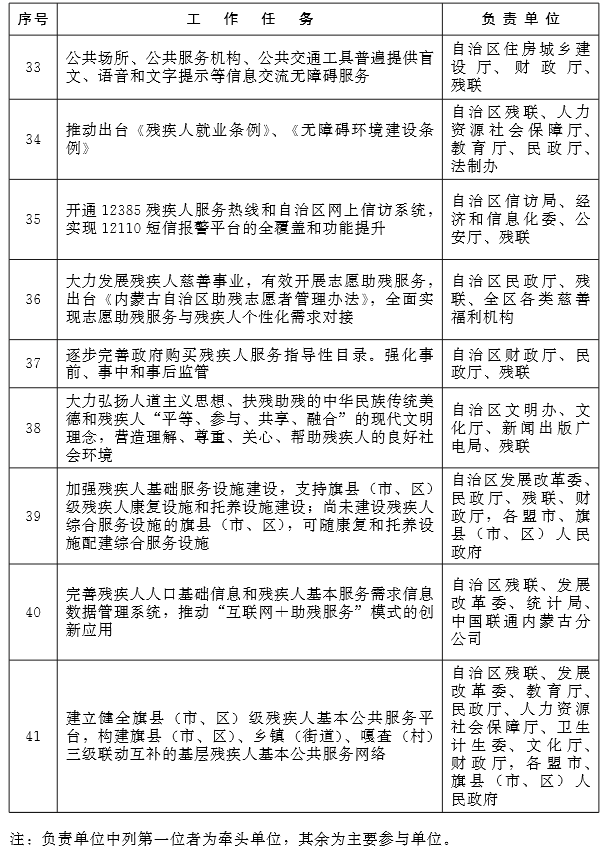 序号 工作任务 负责单位
33 公共场所、公共服务机构、公共交通工具普遍提供盲 自治区住房城乡建
文、语音和文字提示等信息交流无障碍服务 设厅、财政厅、
残联
34 推动出台《残疾人就业条例》、《无障碍环境建设条 自治区残联、人力
例》 资源社会保障厅、
教育厅、民政厅、
法制办
35 开通12385残疾人服务热线和自治区网上信访系统， 自治区信访局、经
实现12110短信报警平台的全覆盖和功能提升 济和信息化委、公
安厅、残联
36 大力发展残疾人慈善事业，有效开展志愿助残服务， 自治区民政厅、残
出台《内蒙古自治区助残志愿者管理办法》，全面实 联、全区各类慈善
现志愿助残服务与残疾人个性化需求对接 福利机构
37 逐步完善政府购买残疾人服务指导性目录。强化事 自治区财政厅、民
前、事中和事后监管 政厅、残联
38 大力弘扬人道主义思想、扶残助残的中华民族传统美 自治区文明办、文
德和残疾人“平等、参与、共享、融合”的现代文明 化厅、新闻出版广
理念，营造理解、尊重、关心、帮助残疾人的良好社 电局、残联
会环境
39 加强残疾人基础服务设施建设，支持旗县（市、区） 自治区发展改革委、
级残疾人康复设施和托养设施建设；尚未建设残疾人 民政厅、残联、财
综合服务设施的旗县（市、区），可随康复和托养设 政厅，各盟市、旗
施配建综合服务设施 县（市、区）人民
政府
40 完善残疾人人口基础信息和残疾人基本服务需求信息 自治区残联、发展
数据管理系统，推动“互联网＋助残服务”模式的创 改革委、统计局、
新应用 中国联通内蒙古分
公司
41 建立健全旗县（市、区）级残疾人基本公共服务平 自治区残联、发展
台，构建旗县（市、区）、乡镇（街道）、嘎查（村） 改革委、教育厅、
三级联动互补的基层残疾人基本公共服务网络 民政厅、人力资源
社会保障厅、卫生
计生委、文化厅、
财政厅，各盟市、
旗县（市、区）人
民政府
注：负责单位中列第一位者为牵头单位，其余为主要参与单位。